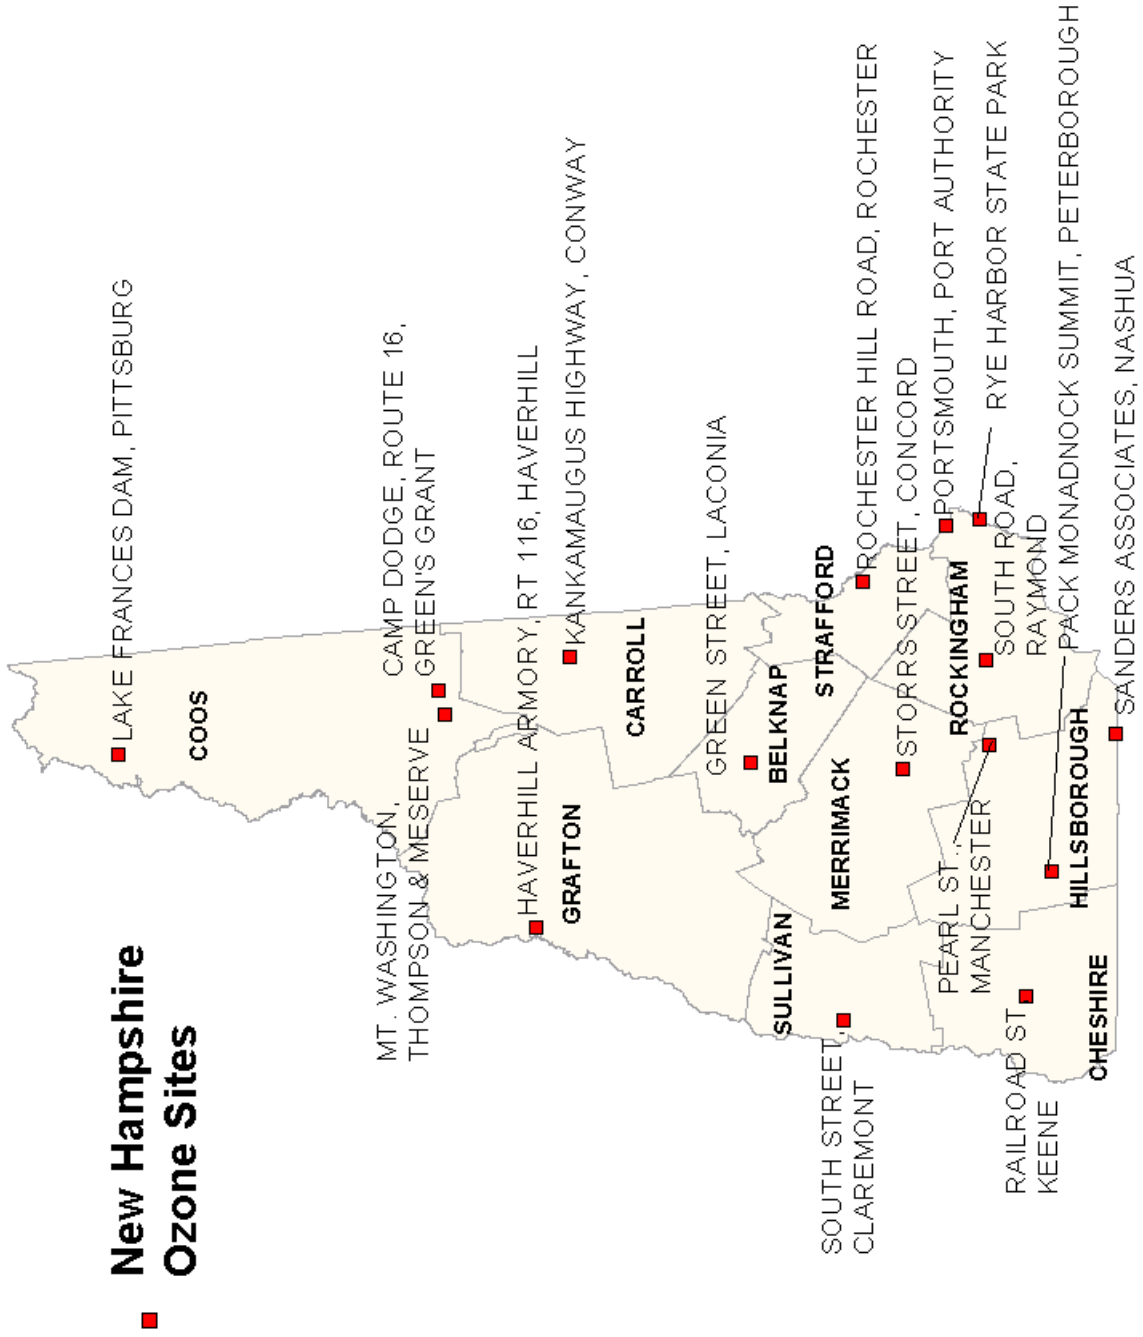 New Hampshire
Ozone Sites
LAKE FRANCES DAM, PITTSBURG
COOS
CAMP DODGE, ROUTE 16,
GREEN'S GRANT
MT. WASHINGTON,
THOMPSON & MESERVE
HAVERHILL ARMORY, RT 116, HAVERHILL
GRAFTON
KANKAMAUGUS HIGHWAY, CONWAY
CARROLL
GREEN STREET, LACONIA
BELKNAP
SULLIVAN
STRAFFORD
MERRIMACK
SOUTH STREET,
CLAREMONT
ROCHESTER HILL ROAD, ROCHESTER
STORRS STREET, CONCORD
PORTSMOUTH, PORT AUTHORITY
ROCKINGHAM
RYE HARBOR STATE PARK
SOUTH ROAD,
RAYMOND
PEARL ST.,
MANCHESTER
RAILROAD ST,
KEENE
PACK MONADNOCK SUMMIT, PETERBOROUGH
HILLSBOROUGH
CHESHIRE
SANDERS ASSOCIATES, NASHUA